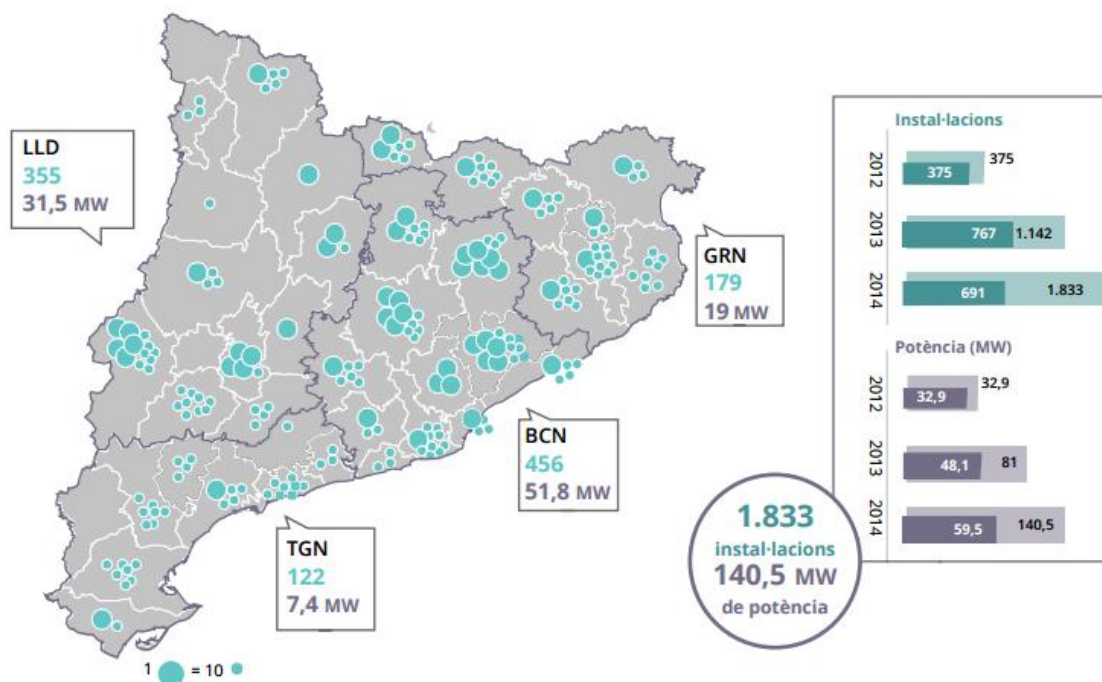 LLD
355
31,5 MW
GRN
179
19 MW
BCN
456
51,8 MW
TGN
122
7,4 MW
1 = 10
1.833
instal·lacions
140,5 MW
de potència
Instal·lacions
2012
375
375
2013
767
1.142
2014
691
1.833
Potència (MW)
2012
32,9
32,9
2013
48,1
81
2014
59,5
140,5